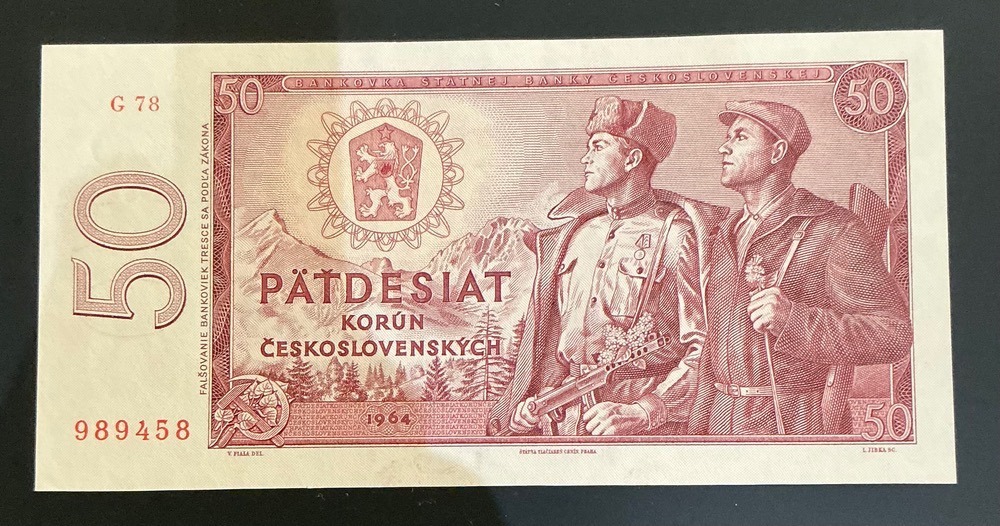 G 78
50
BANKOVKA ŠTÁTNEJ BANKY ČESKOSLOVENSKEJ
50
50
FALŠOVANIE BANKOVIEK TRESCE SA PODĽA ZÁKONA
PÄŤDESIAT
KORÚN
ČESKOSLOVENSKÝCH
1964
50
989458
V. FIALA DEL.
ŠTÁTNA TLAČIAREŇ CENÍN PRAHA
L. JIRKA SC.